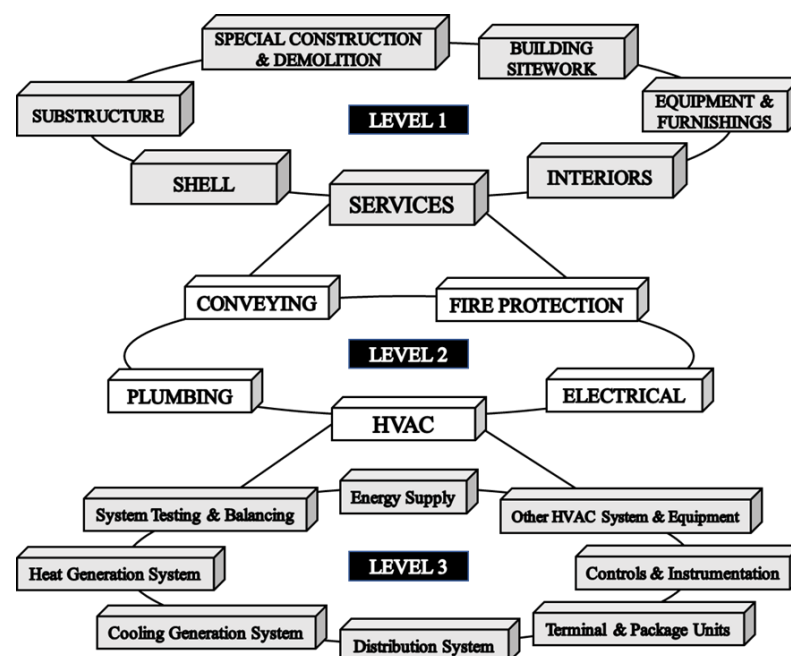 SPECIAL CONSTRUCTION
& DEMOLITION
BUILDING
SITEWORK
SUBSTRUCTURE
EQUIPMENT &
FURNISHINGS
LEVEL 1
SHELL
INTERIORS
SERVICES
CONVEYING
FIRE PROTECTION
LEVEL 2
PLUMBING
ELECTRICAL
HVAC
Energy Supply
System Testing & Balancing
Other HVAC System & Equipment
LEVEL 3
Heat Generation System
Controls & Instrumentation
Cooling Generation System
Terminal & Package Units
Distribution System